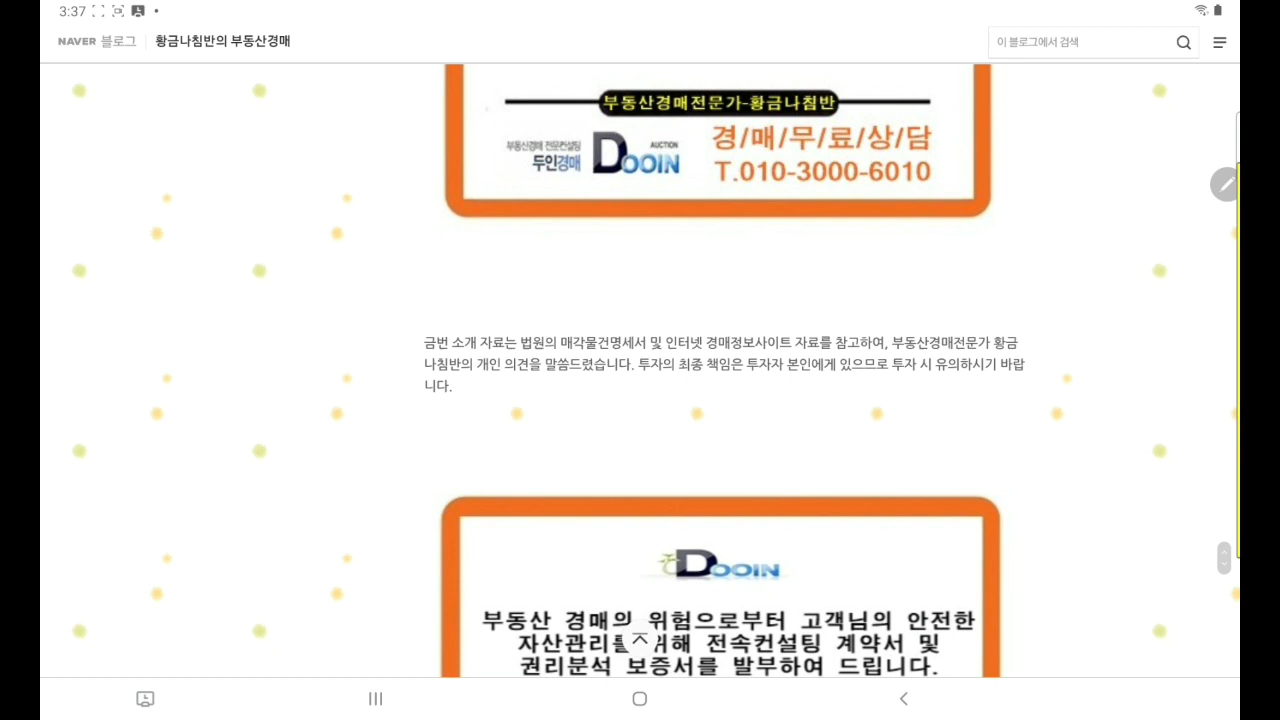 3:37
NAVER 블로그 황금나침반의 부동산경매
이 블로그에서 검색
부동산경매전문가-황금나침반
부동산경매 전문컨설팅
두인경매
DOOIN
AUCTION
경/매/무/료/상/담
T.010-3000-6010
금번 소개 자료는 법원의 매각물건명세서 및 인터넷 경매정보사이트 자료를 참고하여, 부동산경매전문가 황금
나침반의 개인 의견을 말씀드렸습니다. 투자의 최종 책임은 투자자 본인에게 있으므로 투자 시 유의하시기 바랍
니다.
DOOIN
부동산 경매의 위험으로부터 고객님의 안전한
자산관리를 위해 전속컨설팅 계약서 및
권리분석 보증서를 발부하여 드립니다.